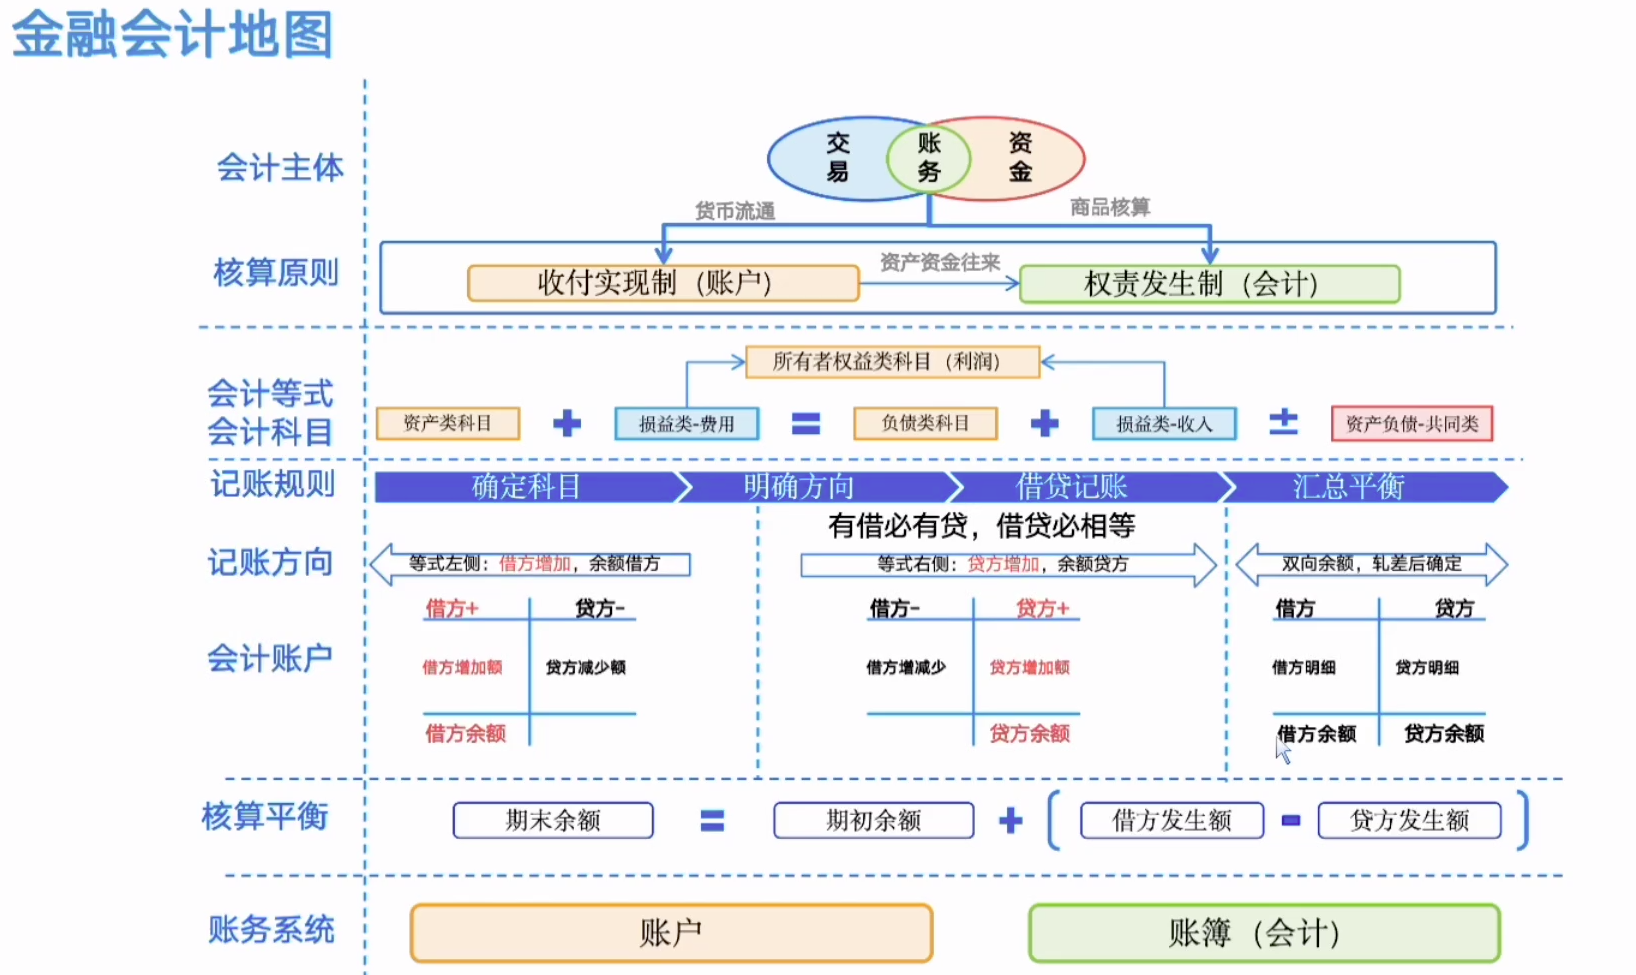 金融会计地图
会计主体
交易
账务
资金
货币流通
商品核算
核算原则
收付实现制（账户）
资产资金往来
权责发生制（会计）
会计等式
会计科目
所有者权益类科目（利润）
资产类科目
+
损益类-费用
=
负债类科目
+
损益类-收入
±
资产负债-共同类
记账规则
确定科目
明确方向
借贷记账
汇总平衡
有借必有贷，借贷必相等
记账方向
等式左侧：借方增加，余额借方
等式右侧：贷方增加，余额贷方
双向余额，轧差后确定
会计账户
借方+
贷方-
借方增加额
贷方减少额
借方余额
借方-
贷方+
借方增减少
贷方增加额
贷方余额
借方
贷方
借方明细
贷方明细
借方余额
贷方余额
核算平衡
期末余额 = 期初余额 + [ 借方发生额 - 贷方发生额 ]
账务系统
账户
账簿（会计）